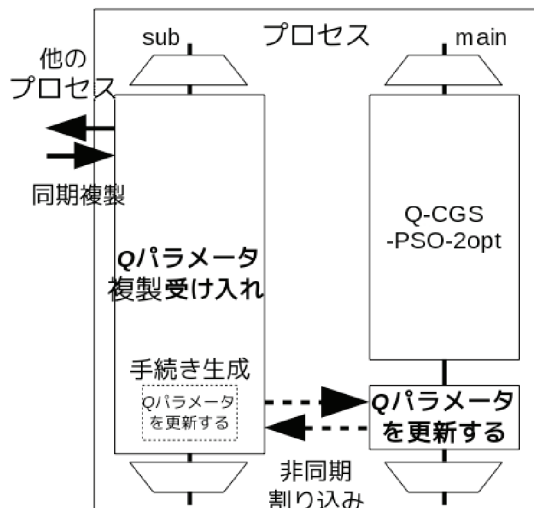 sub
プロセス
main
他の
プロセス
同期複製
Qパラメータ
複製受け入れ
Q-CGS
-PSO-2opt
手続き生成
Qパラメータ
を更新する
Qパラメータ
を更新する
非同期
割り込み